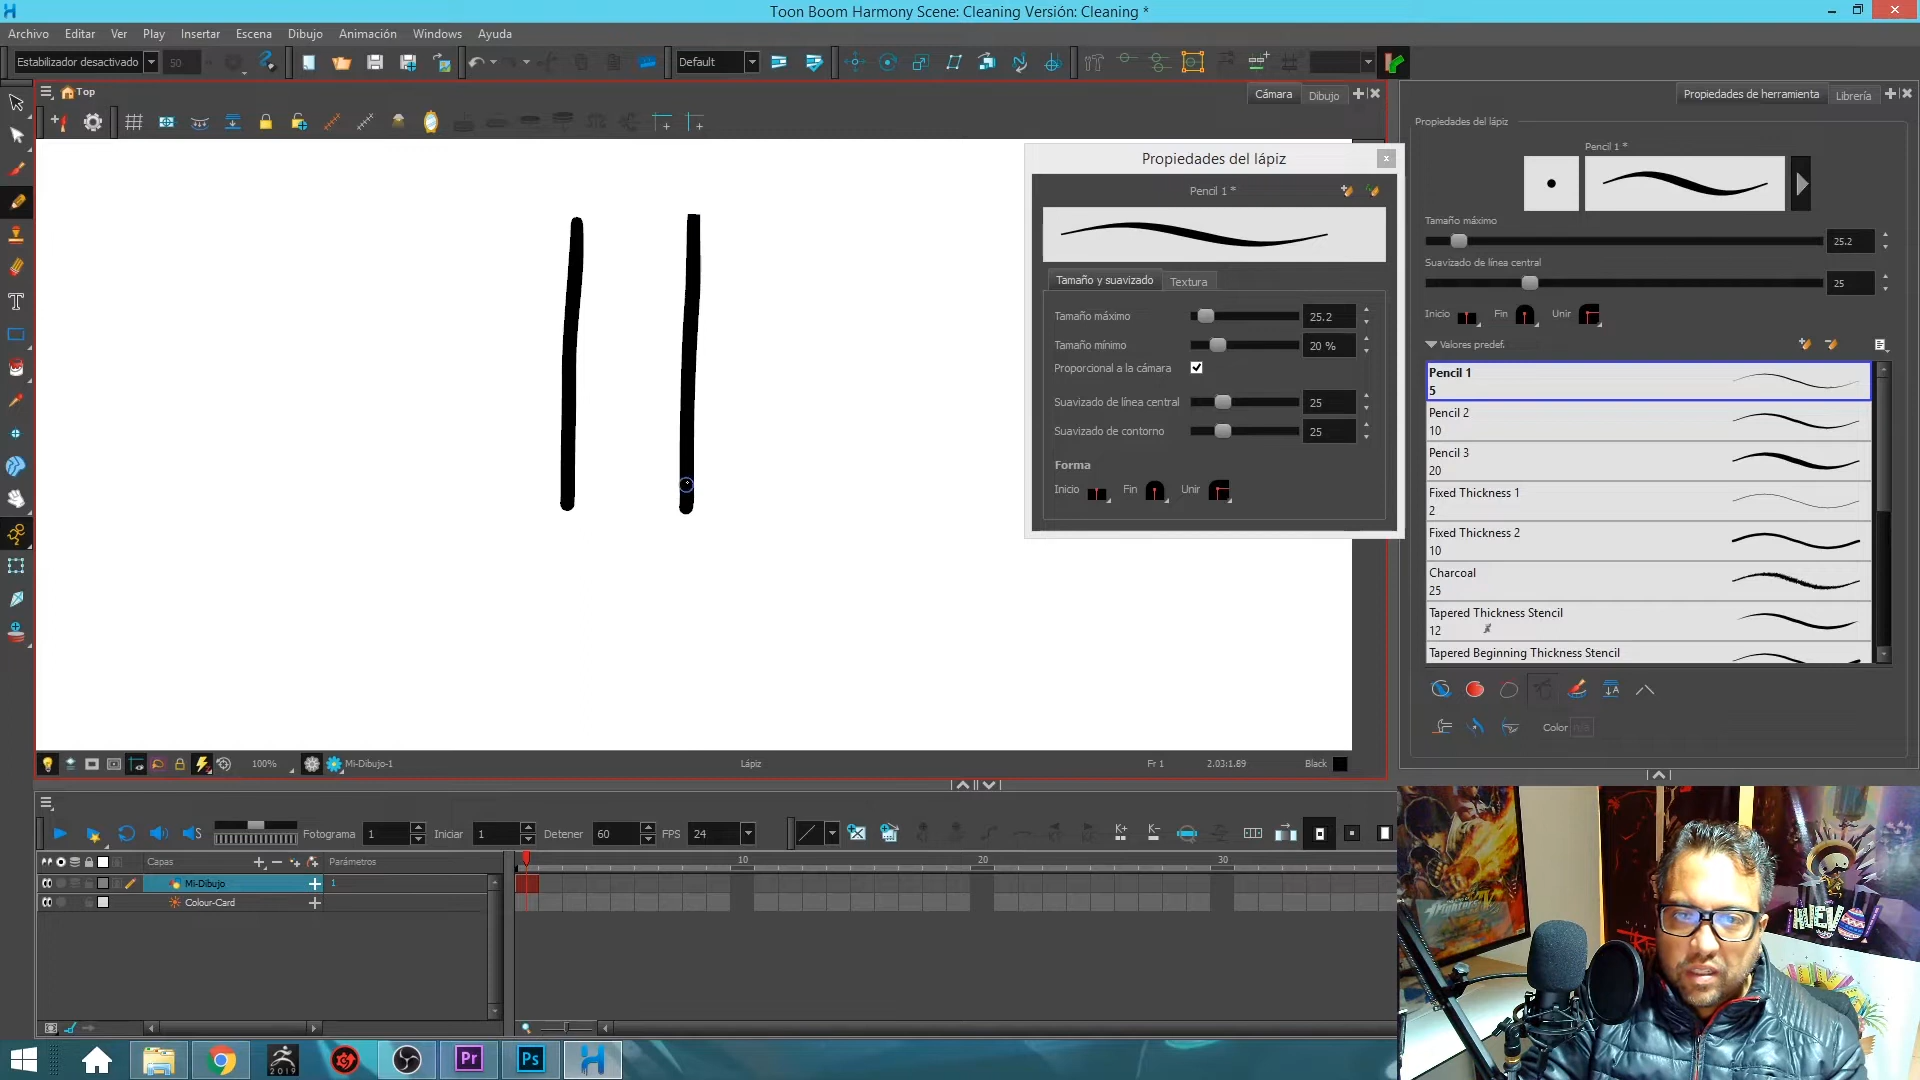 Toon Boom Harmony Scene: Cleaning Versión: Cleaning *
Archivo Editar Ver Play Insertar Escena Dibujo Animación Windows Ayuda
Estabilizador desactivado 50 Default
Top Cámara Dibujo Propiedades de herramienta Librería
Propiedades del lápiz
Pencil 1 *
Tamaño máximo
25.2
Suavizado de línea central
25
Inicio Fin Unir
Valores predef.
Pencil 1
5
Pencil 2
10
Pencil 3
20
Fixed Thickness 1
2
Fixed Thickness 2
10
Charcoal
25
Tapered Thickness Stencil
12
Tapered Beginning Thickness Stencil
Color n/a
Propiedades del lápiz
Pencil 1 *
Tamaño y suavizado Textura
Tamaño máximo 25.2
Tamaño mínimo 20 %
Proporcional a la cámara
Suavizado de línea central 25
Suavizado de contorno 25
Forma
Inicio Fin Unir
100% Mi-Dibujo-1 Lápiz Fr 1 2.03:1.89 Black
Fotograma 1 Iniciar 1 Detener 60 FPS 24
Capas Parámetros 10 20 30
Mi-Dibujo 1
Colour-Card
2019 Pr Ps